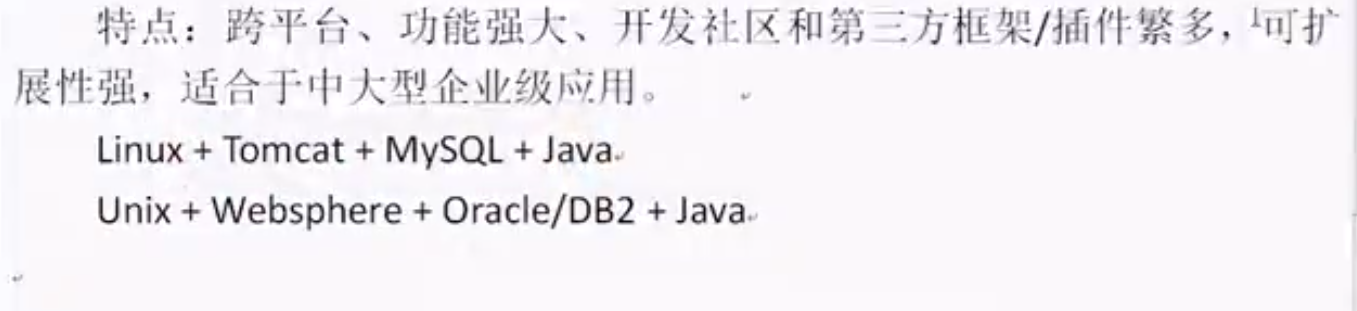 特点：跨平台、功能强大、开发社区和第三方框架/插件繁多，可扩
展性强，适合于中大型企业级应用。
Linux + Tomcat + MySQL + Java
Unix + Websphere + Oracle/DB2 + Java